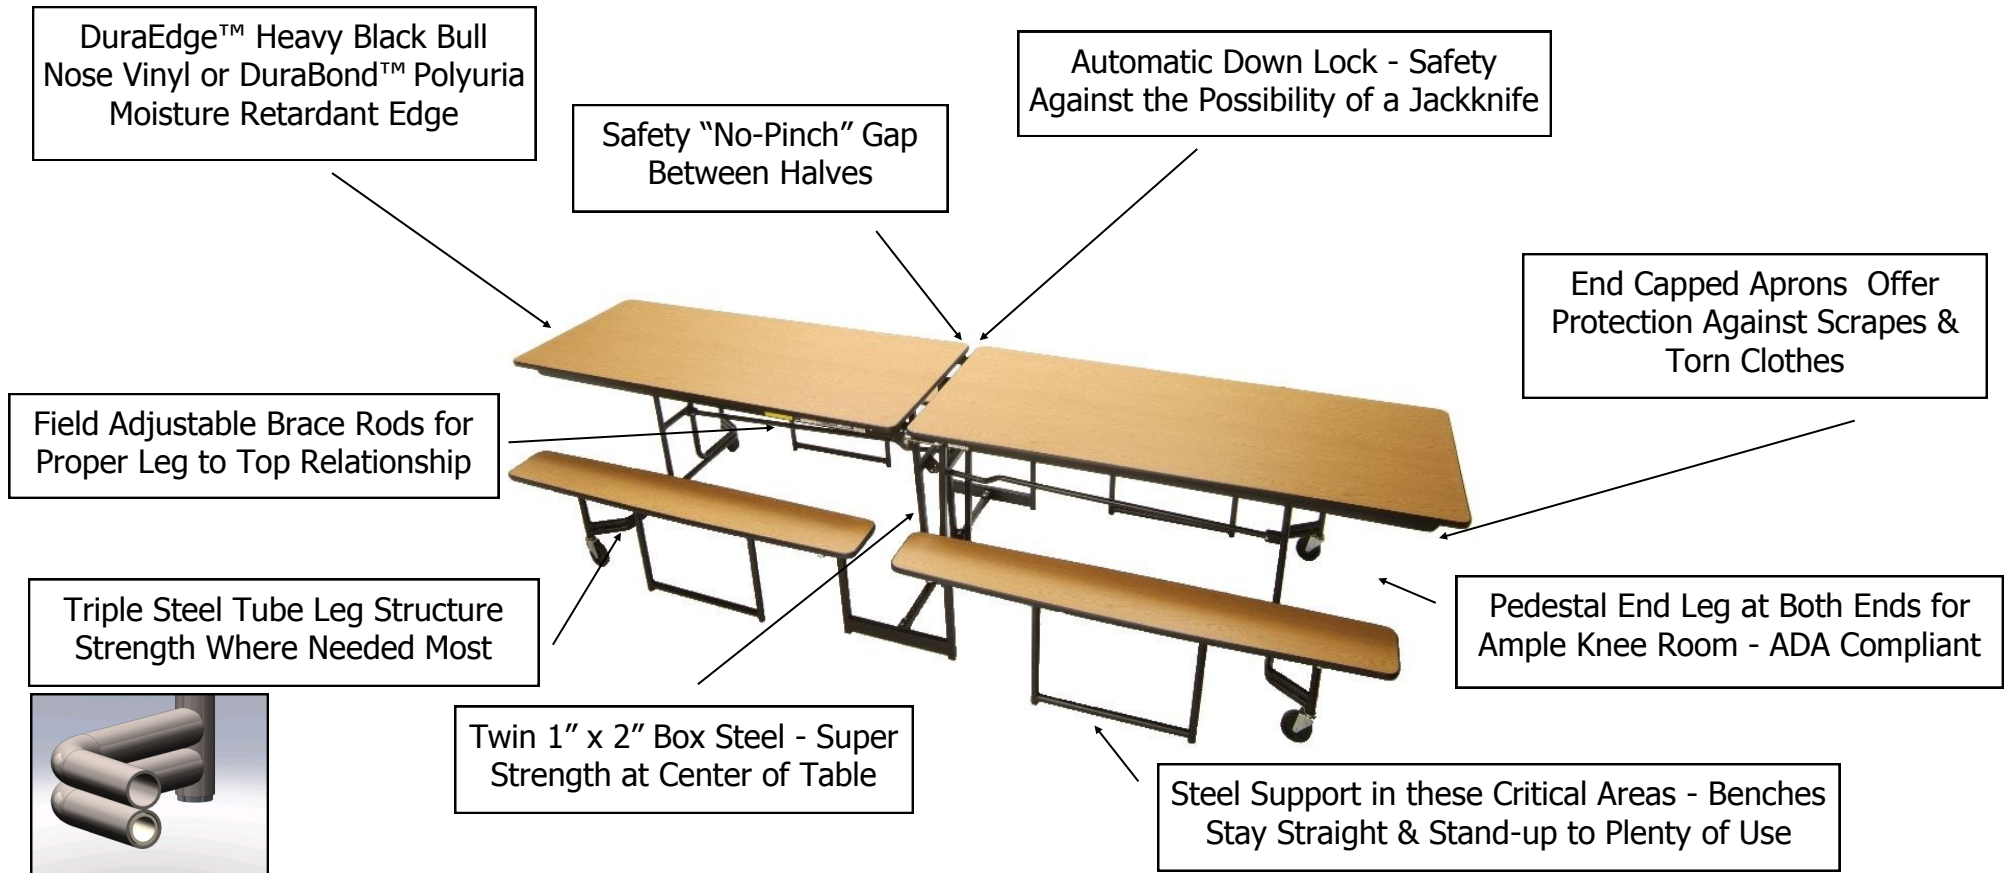 DuraEdge™ Heavy Black Bull
Nose Vinyl or DuraBond™ Polyuria
Moisture Retardant Edge
Safety “No-Pinch” Gap
Between Halves
Automatic Down Lock - Safety
Against the Possibility of a Jackknife
End Capped Aprons Offer
Protection Against Scrapes &
Torn Clothes
Field Adjustable Brace Rods for
Proper Leg to Top Relationship
Triple Steel Tube Leg Structure
Strength Where Needed Most
Twin 1” x 2” Box Steel - Super
Strength at Center of Table
Pedestal End Leg at Both Ends for
Ample Knee Room - ADA Compliant
Steel Support in these Critical Areas - Benches
Stay Straight & Stand-up to Plenty of Use